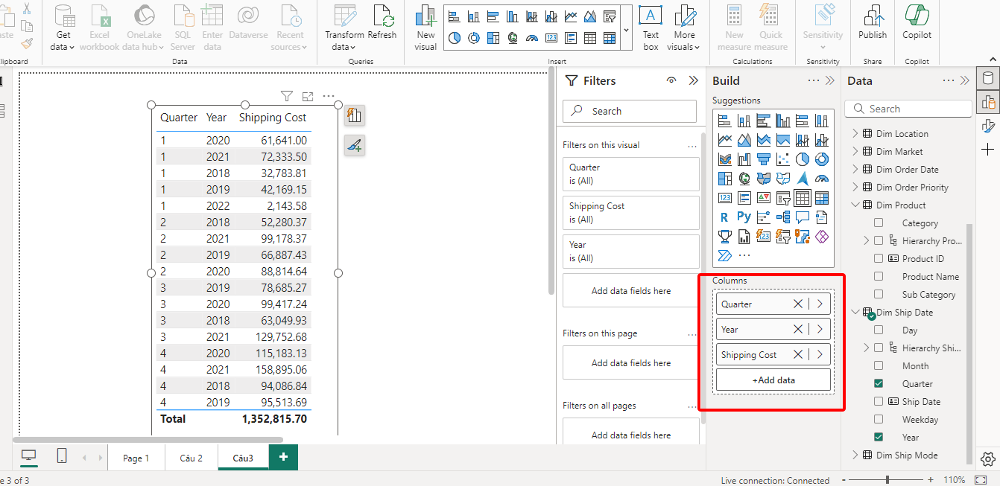 Get data
Excel workbook
OneLake data hub
SQL Server
Enter data
Dataverse
Recent sources
Transform data
Refresh
New visual
Text box
More visuals
New measure
Quick measure
Sensitivity
Publish
Copilot
Data
Queries
Insert
Calculations
Sensitivity
Share
Copilot
Quarter Year Shipping Cost
1 2020 61,641.00
1 2021 72,333.50
1 2018 32,783.81
1 2019 42,169.15
1 2022 2,143.58
2 2018 52,280.37
2 2021 99,178.37
2 2019 66,887.43
2 2020 88,814.64
3 2019 78,685.27
3 2020 99,417.24
3 2018 63,049.93
3 2021 129,752.68
4 2020 115,183.13
4 2021 158,895.06
4 2018 94,086.84
4 2019 95,513.69
Total 1,352,815.70
Filters
Search
Filters on this visual
Quarter
is (All)
Shipping Cost
is (All)
Year
is (All)
Add data fields here
Filters on this page
Add data fields here
Filters on all pages
Add data fields here
Build
Suggestions
123
R Py
123
Columns
Quarter
Year
Shipping Cost
+Add data
Data
Search
Dim Location
Dim Market
Dim Order Date
Dim Order Priority
Dim Product
Category
Hierarchy Pro...
Product ID
Product Name
Sub Category
Dim Ship Date
Day
Hierarchy Shi...
Month
Quarter
Ship Date
Weekday
Year
Dim Ship Mode
Page 1
Câu 2
Câu3
3 of 3
Live connection: Connected
- + 110%